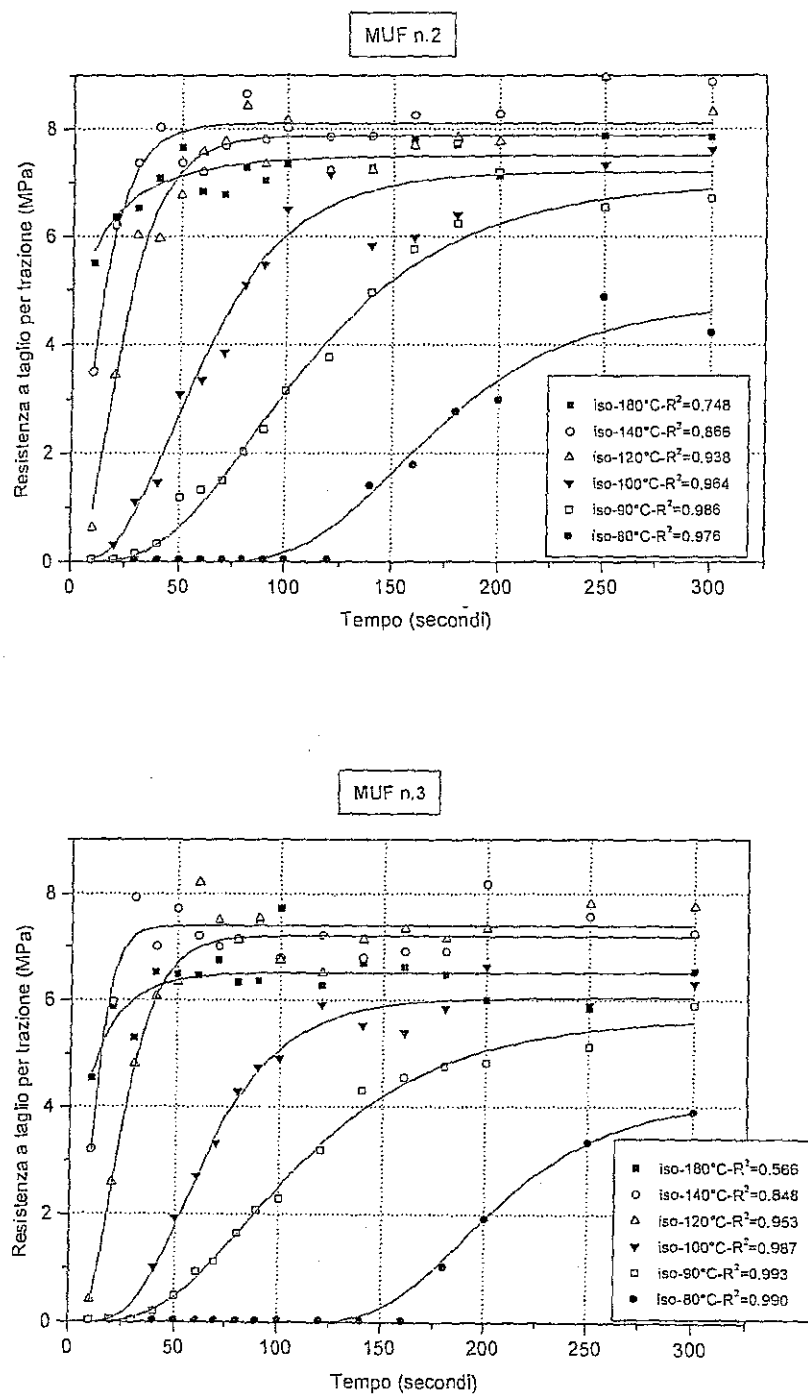 MUF n.2
Resistenza a taglio per trazione (MPa)
8
6
4
2
0
iso-180°C-R²=0.748
iso-140°C-R²=0.866
iso-120°C-R²=0.938
iso-100°C-R²=0.964
iso-90°C-R²=0.986
iso-80°C-R²=0.976
0 50 100 150 200 250 300
Tempo (secondi)
MUF n.3
Resistenza a taglio per trazione (MPa)
8
6
4
2
0
iso-180°C-R²=0.566
iso-140°C-R²=0.848
iso-120°C-R²=0.953
iso-100°C-R²=0.987
iso-90°C-R²=0.993
iso-80°C-R²=0.990
0 50 100 150 200 250 300
Tempo (secondi)